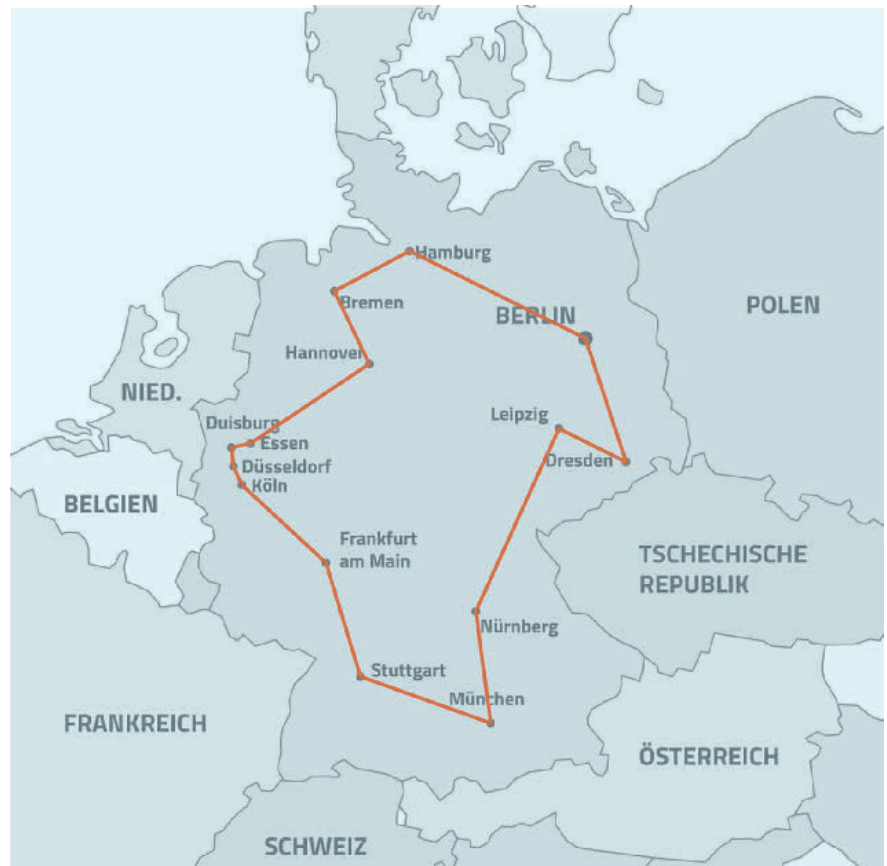 Hamburg
Bremen
BERLIN
POLEN
Hannover
NIED.
Leipzig
Duisburg
Essen
Düsseldorf
Dresden
Köln
BELGIEN
Frankfurt
am Main
TSCHECHISCHE
REPUBLIK
Nürnberg
Stuttgart
München
FRANKREICH
ÖSTERREICH
SCHWEIZ